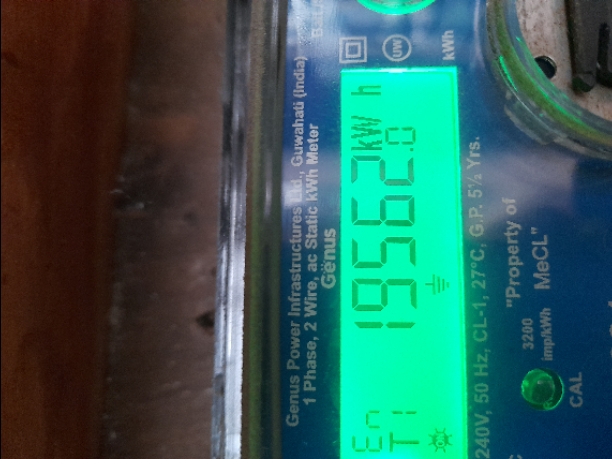 Genus Power Infrastructures Ltd., Guwahati (India)
1 Phase, 2 Wire, ac Static kWh Meter
Genus
UW
kWh
En
T1
19562.0
kW h
240V, 50 Hz, CL-1, 27°C, G.P. 5½ Yrs.
"Property of
MeCL"
3200
imp/kWh
CAL